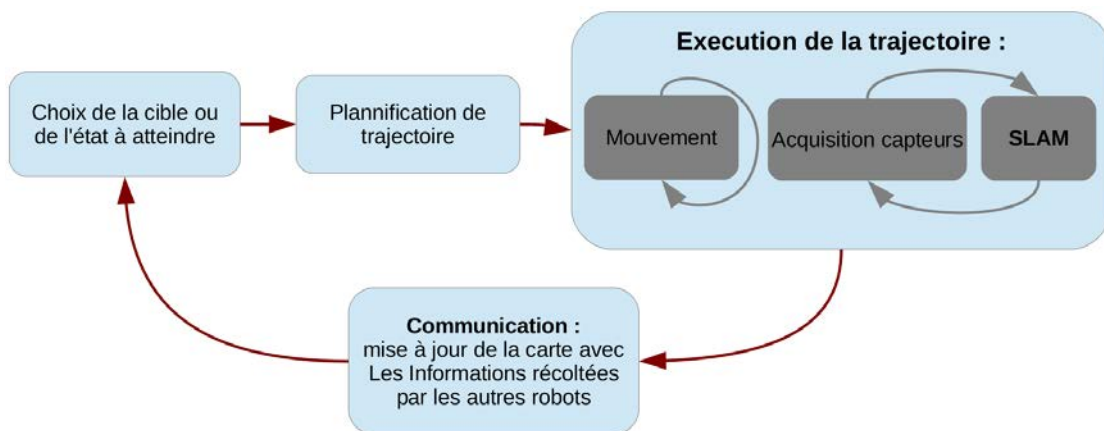 Choix de la cible ou
de l'état à atteindre
Plannification de
trajectoire
Execution de la trajectoire :
Mouvement
Acquisition capteurs
SLAM
Communication :
mise à jour de la carte avec
Les Informations récoltées
par les autres robots